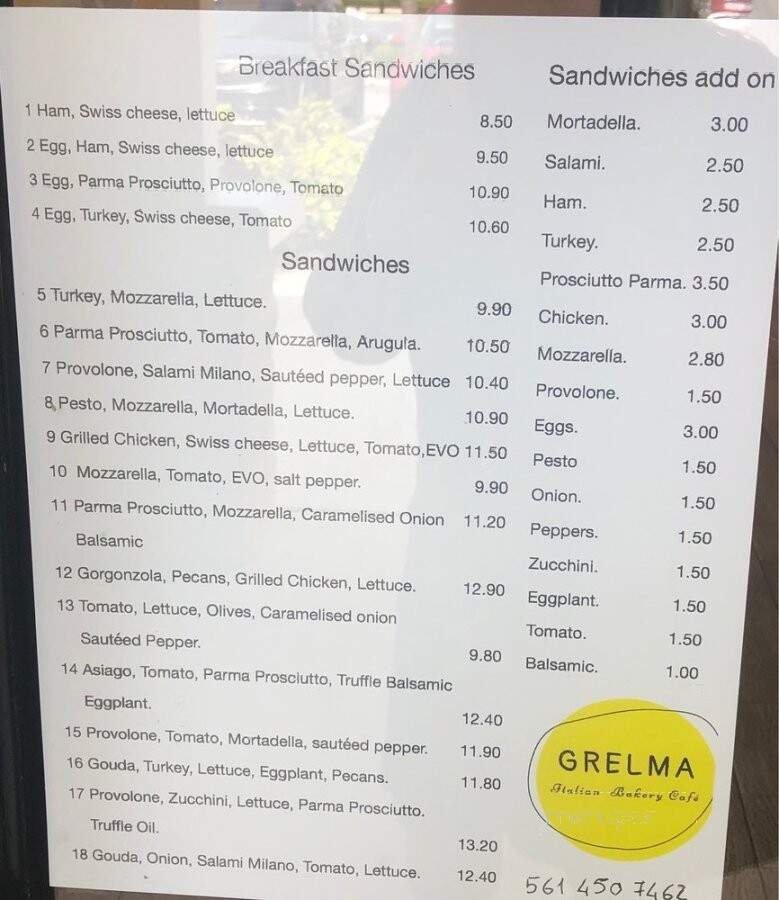 Breakfast Sandwiches
1 Ham, Swiss cheese, lettuce 8.50
2 Egg, Ham, Swiss cheese, lettuce 9.50
3 Egg, Parma Prosciutto, Provolone, Tomato 10.90
4 Egg, Turkey, Swiss cheese, Tomato 10.60
Sandwiches
5 Turkey, Mozzarella, Lettuce. 9.90
6 Parma Prosciutto, Tomato, Mozzarella, Arugula. 10.50
7 Provolone, Salami Milano, Sautéed pepper, Lettuce 10.40
8 Pesto, Mozzarella, Mortadella, Lettuce. 10.90
9 Grilled Chicken, Swiss cheese, Lettuce, Tomato,EVO 11.50
10 Mozzarella, Tomato, EVO, salt pepper. 9.90
11 Parma Prosciutto, Mozzarella, Caramelised Onion 11.20
Balsamic
12 Gorgonzola, Pecans, Grilled Chicken, Lettuce. 12.90
13 Tomato, Lettuce, Olives, Caramelised onion
Sautéed Pepper. 9.80
14 Asiago, Tomato, Parma Prosciutto, Truffle Balsamic
Eggplant. 12.40
15 Provolone, Tomato, Mortadella, sautéed pepper. 11.90
16 Gouda, Turkey, Lettuce, Eggplant, Pecans. 11.80
17 Provolone, Zucchini, Lettuce, Parma Prosciutto.
Truffle Oil. 13.20
18 Gouda, Onion, Salami Milano, Tomato, Lettuce. 12.40
Sandwiches add on
Mortadella. 3.00
Salami. 2.50
Ham. 2.50
Turkey. 2.50
Prosciutto Parma. 3.50
Chicken. 3.00
Mozzarella. 2.80
Provolone. 1.50
Eggs. 3.00
Pesto 1.50
Onion. 1.50
Peppers. 1.50
Zucchini. 1.50
Eggplant. 1.50
Tomato. 1.50
Balsamic. 1.00
GRELMA
Italian Bakery Café
561 450 7462